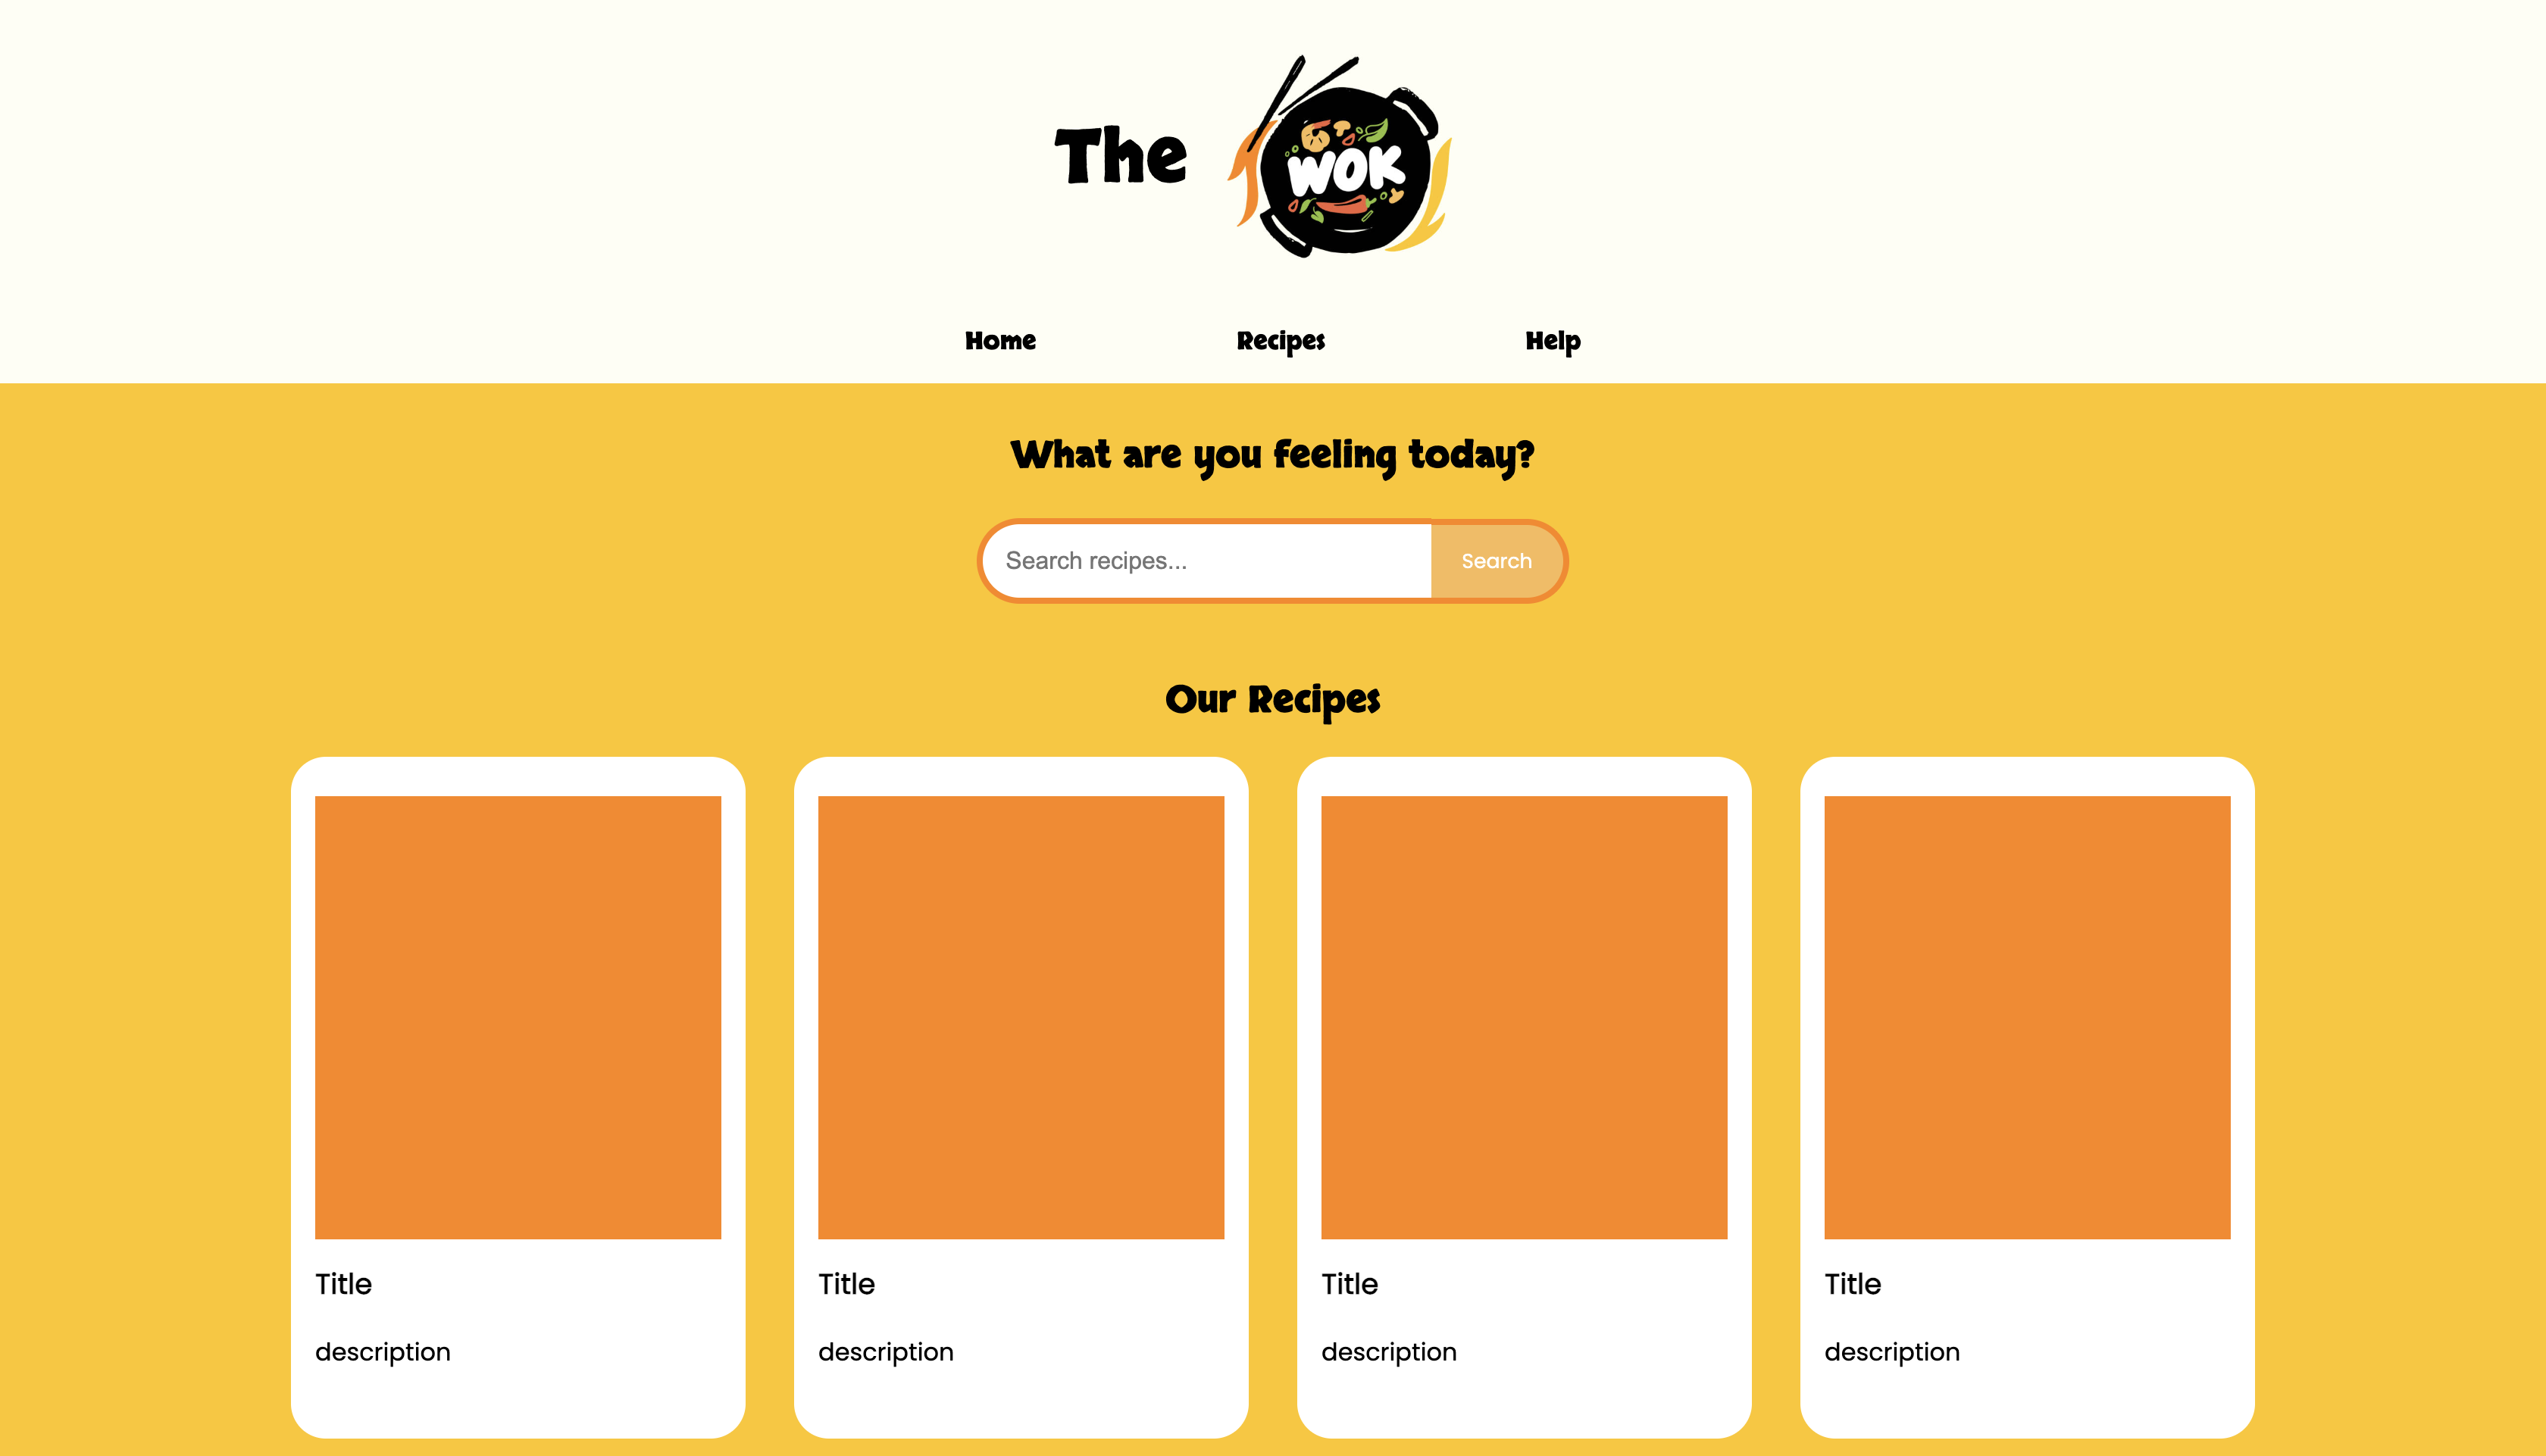 The WOK
Home Recipes Help
What are you feeling today?
Search recipes... Search
Our Recipes
Title Title Title Title
description description description description